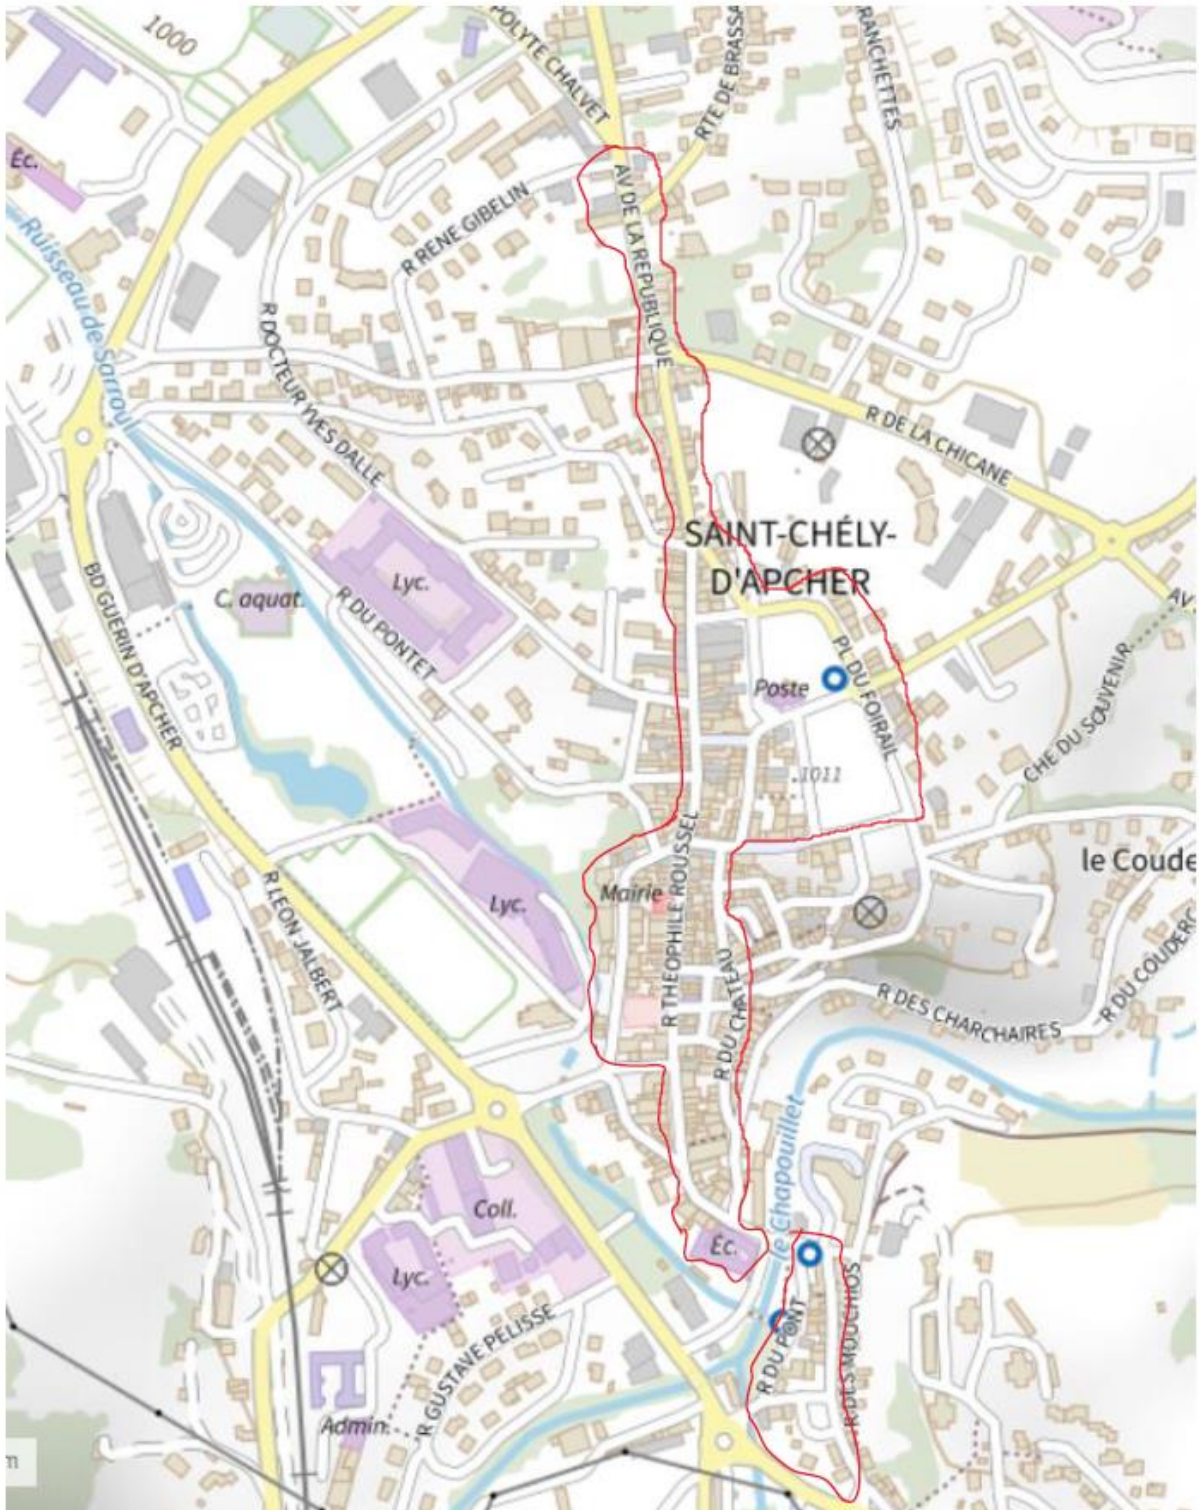 1000
POLYTE CHALVET
RTE DE BRASSA
RANCHETTES
Éc.
Ruisseau de Sarroul
R RENE GIBELIN
AV DE LA REPUBLIQUE
R DOCTEUR YVES DALLE
R DE LA CHICANE
SAINT-CHÉLY-
D'APCHER
Lyc.
C. aquat.
R DU PONTET
BD GUERIN D'APCHER
AV
PL DU FOIRAIL
Poste
CHE DU SOUVENIR
1011
R THEOPHILE ROUSSEL
Mairie
le Coude
Lyc.
R LEON JALBERT
R DU CHATEAU
R DES CHARCHAIRES
R DU COUDERC
le Chapouillet
Coll.
Éc.
Lyc.
R DU PONT
R DES MOUCHIOS
R GUSTAVE PELISSE
Admin.
m